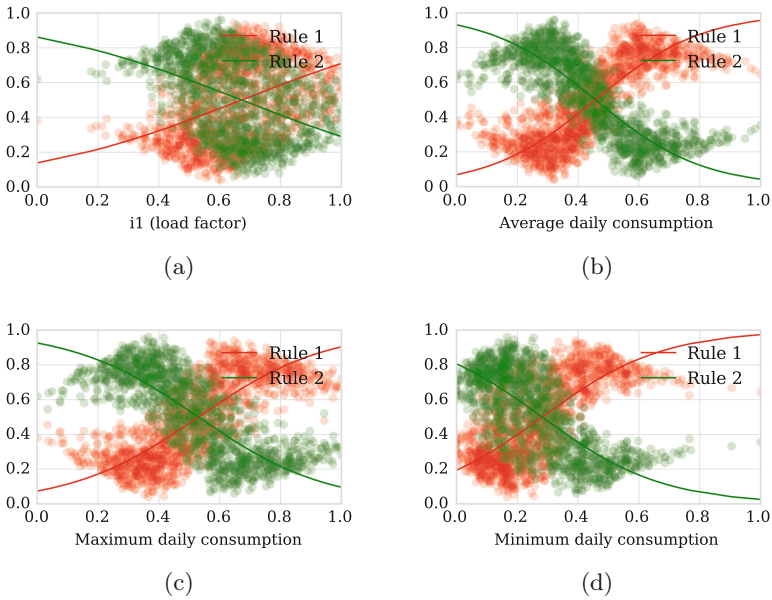 1.0
0.8
0.6
0.4
0.2
0.0
Rule 1
Rule 2
0.0 0.2 0.4 0.6 0.8 1.0
i1 (load factor)
(a)
1.0
0.8
0.6
0.4
0.2
0.0
Rule 1
Rule 2
0.0 0.2 0.4 0.6 0.8 1.0
Average daily consumption
(b)
1.0
0.8
0.6
0.4
0.2
0.0
Rule 1
Rule 2
0.0 0.2 0.4 0.6 0.8 1.0
Maximum daily consumption
(c)
1.0
0.8
0.6
0.4
0.2
0.0
Rule 1
Rule 2
0.0 0.2 0.4 0.6 0.8 1.0
Minimum daily consumption
(d)